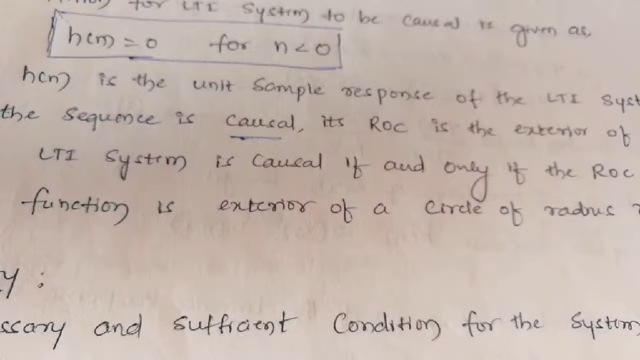 for LTI System to be causal is given as
h(n) = 0 for n < 0
h(n) is the unit sample response of the LTI Syst
the sequence is causal, its ROC is the exterior of
LTI System is causal if and only if the ROC
function is exterior of a circle of radius
y :
ssary and sufficient Condition for the System